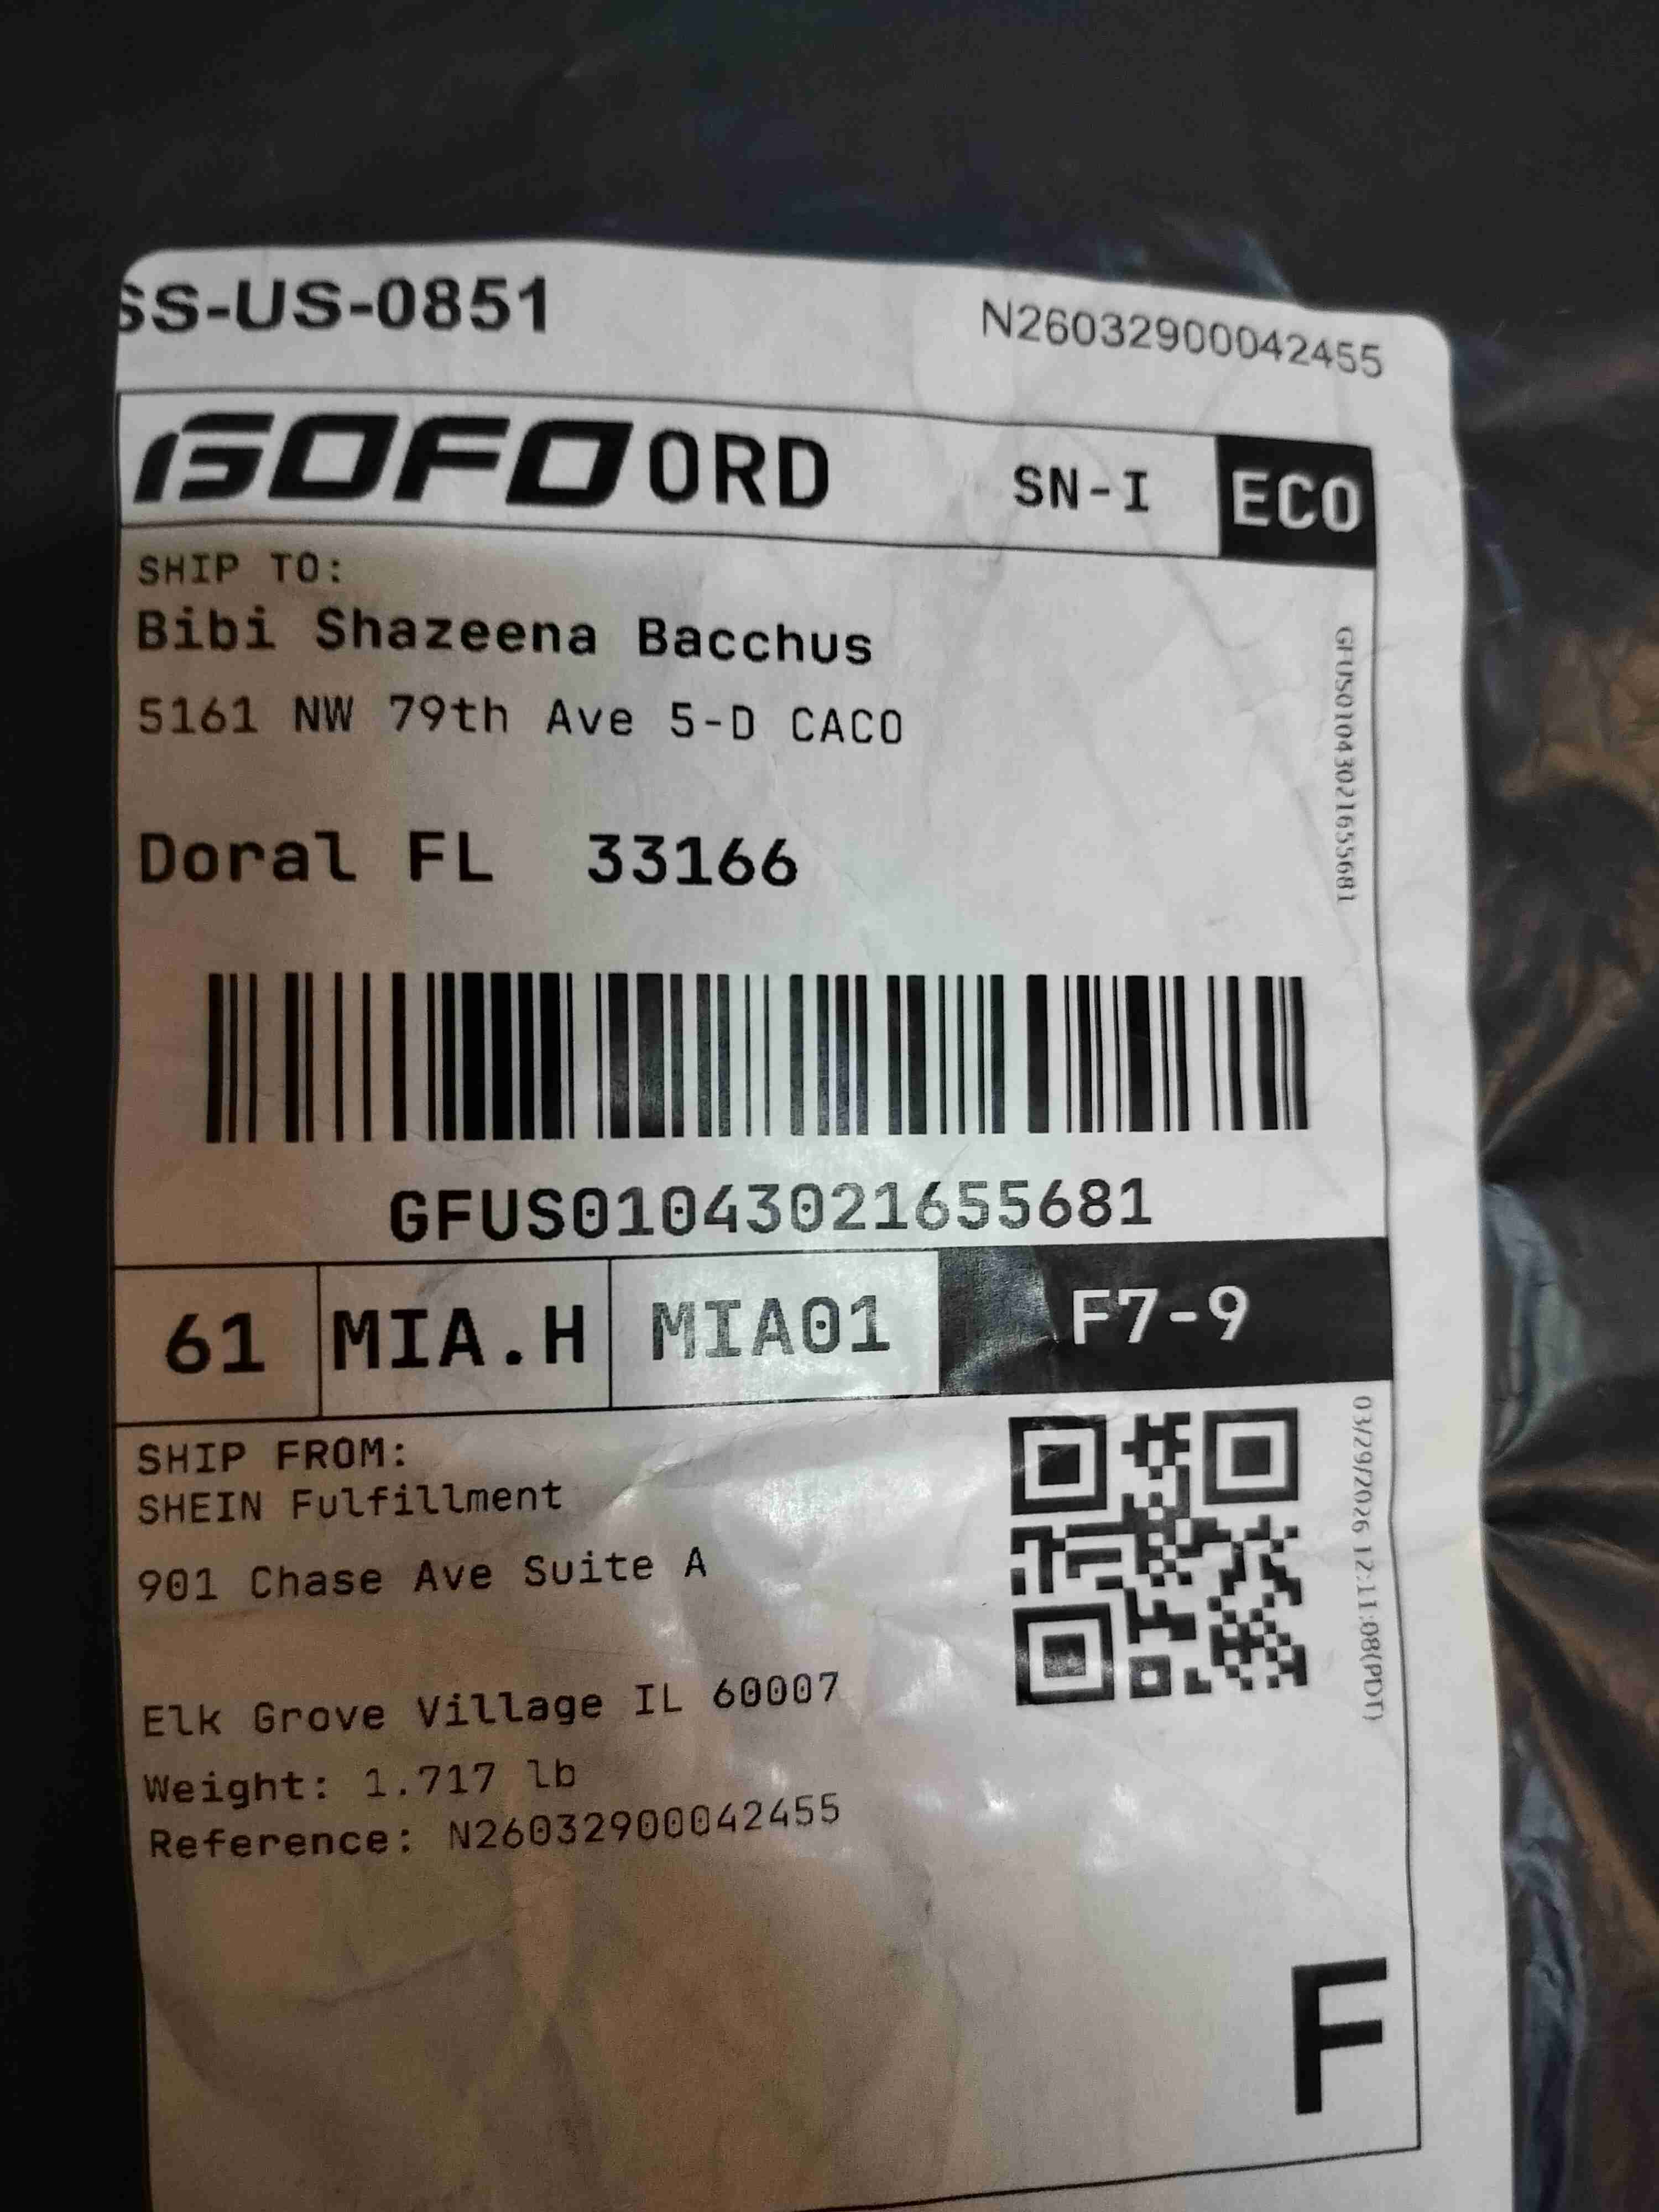 SS-US-0851
N26032900042455
GOFO ORD SN-I ECO
SHIP TO:
Bibi Shazeena Bacchus
5161 NW 79th Ave 5-D CACO
Doral FL 33166
GFUS01043021655681
GFUS01043021655681
61 MIA.H MIA01 F7-9
SHIP FROM:
SHEIN Fulfillment
901 Chase Ave Suite A
Elk Grove Village IL 60007
Weight: 1.717 lb
Reference: N26032900042455
03/29/2026 12:11:08(PDT)
F